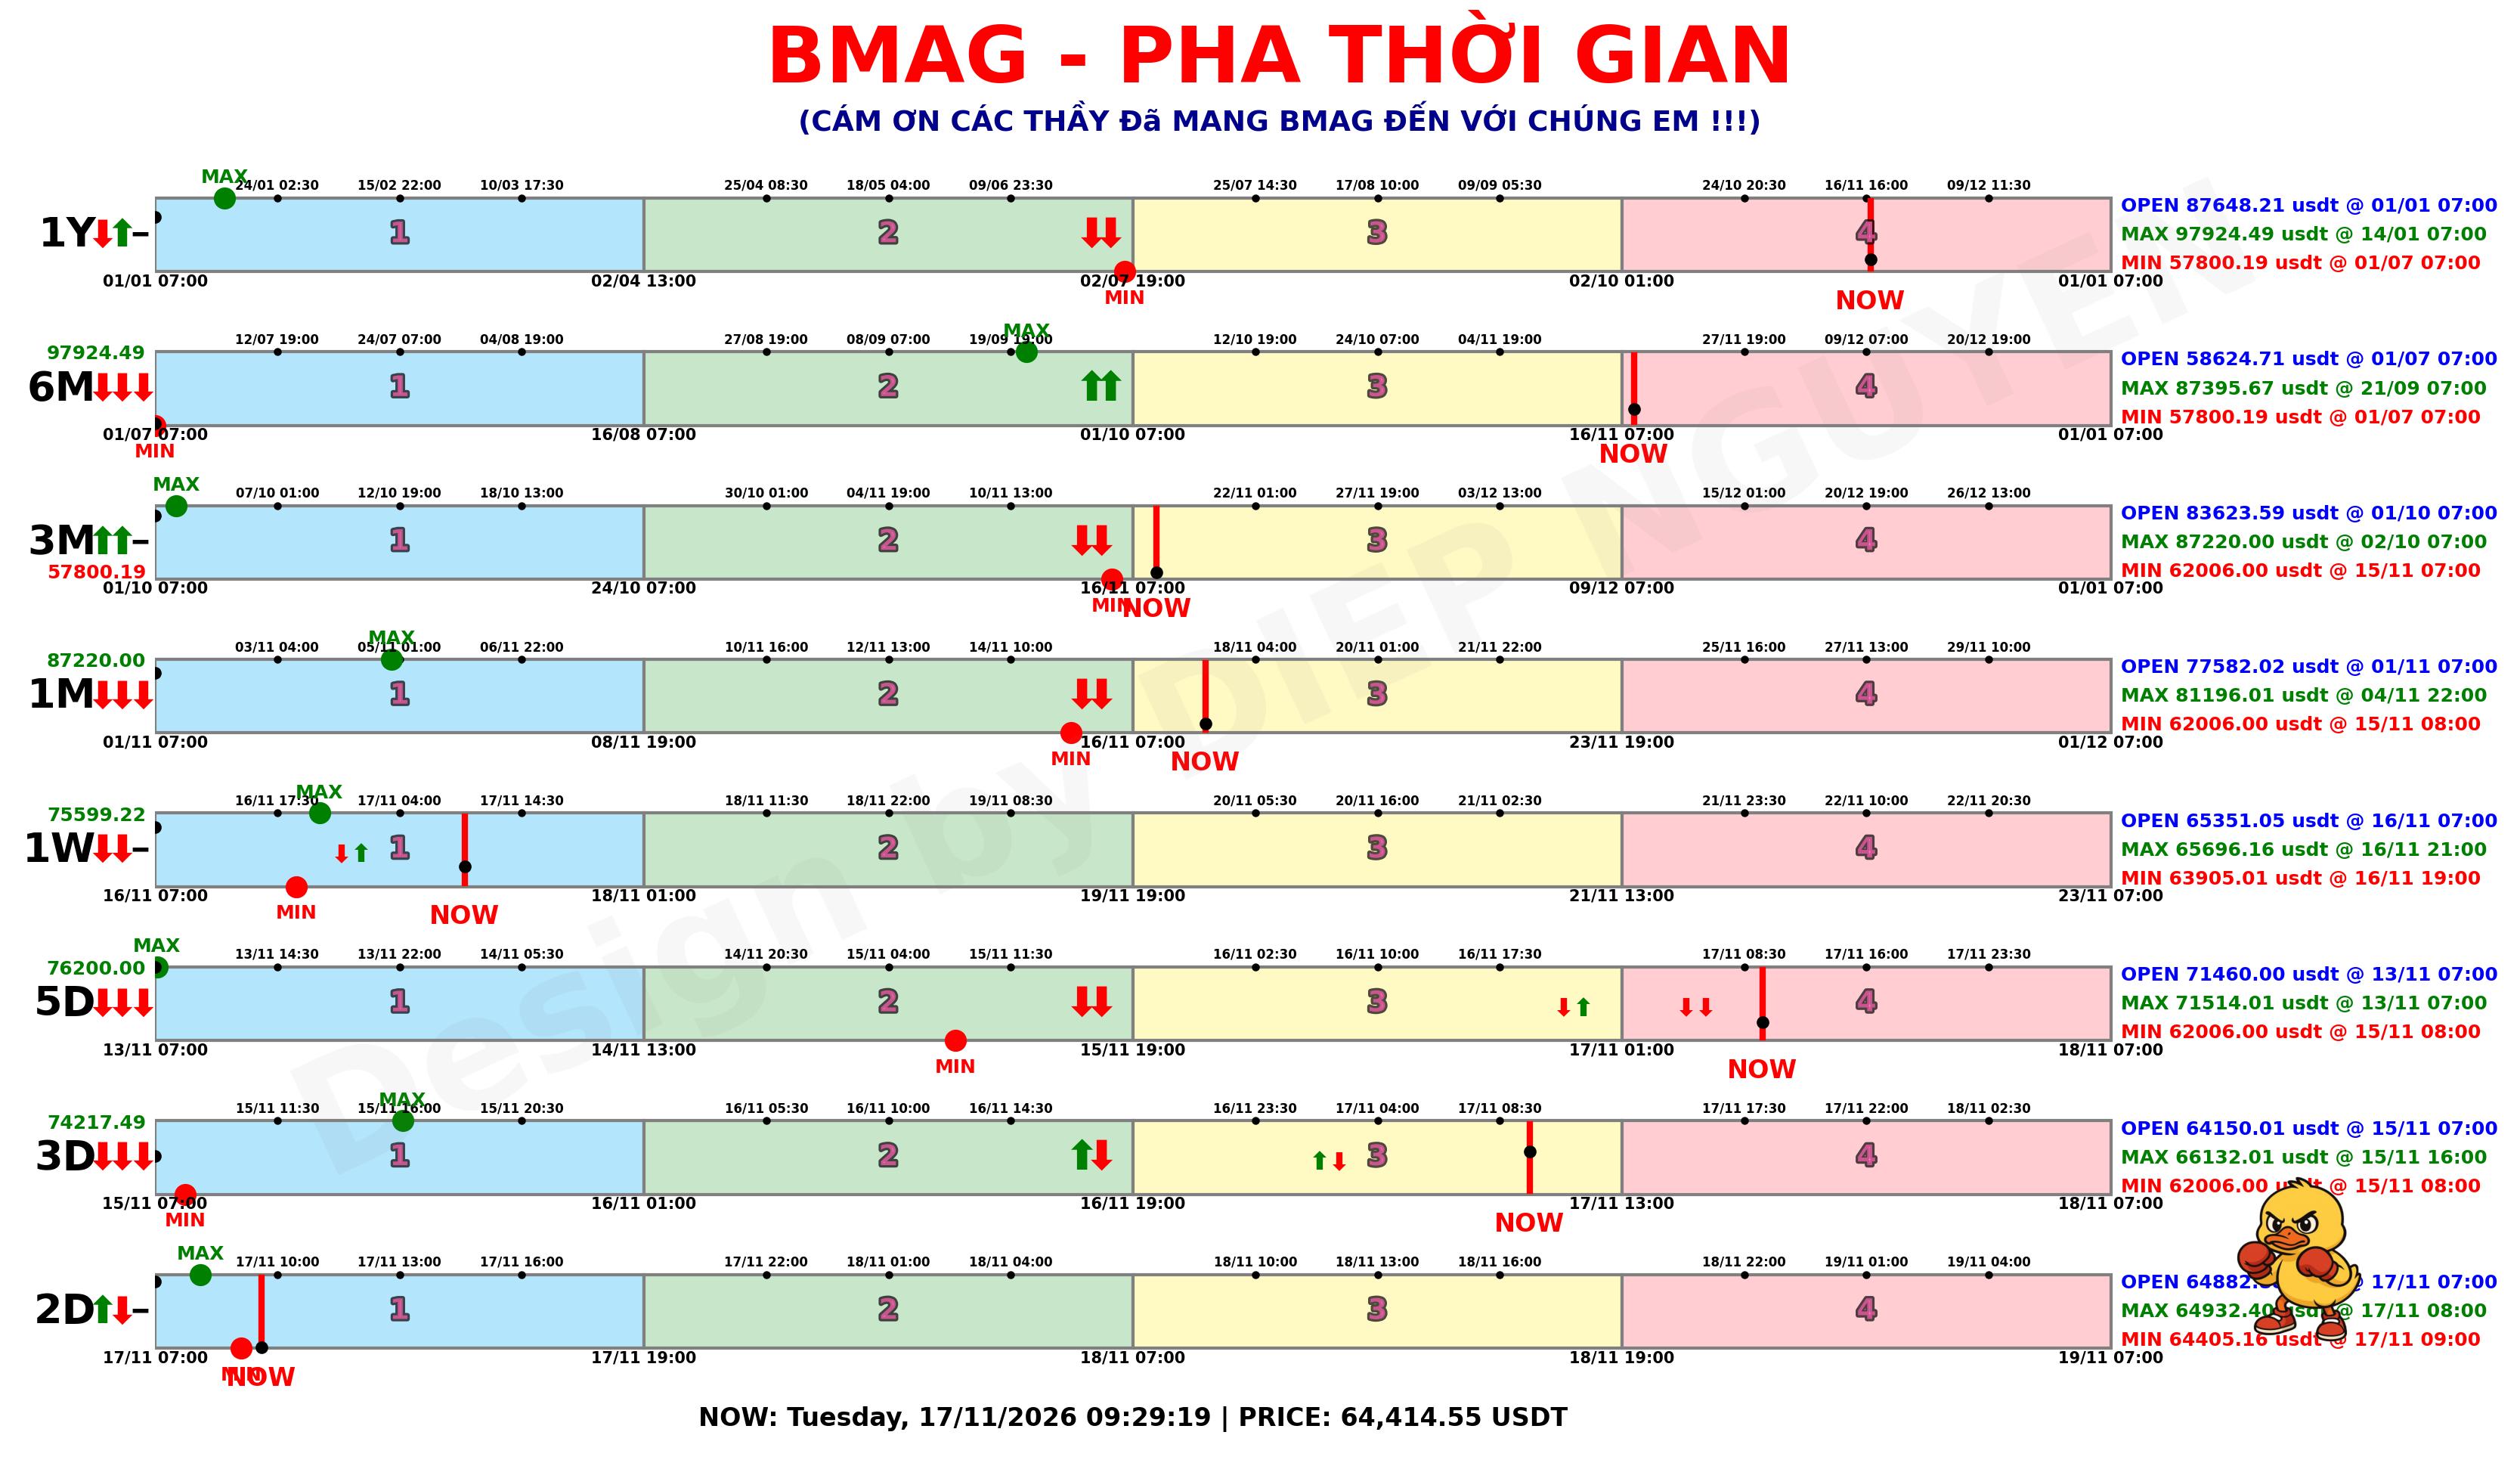 BMAG - PHA THỜI GIAN
(CÁM ƠN CÁC THẦY Đã MANG BMAG ĐẾN VỚI CHÚNG EM !!!)
MAX
24/01 02:30 15/02 22:00 10/03 17:30 25/04 08:30 18/05 04:00 09/06 23:30 25/07 14:30 17/08 10:00 09/09 05:30 24/10 20:30 16/11 16:00 09/12 11:30
OPEN 87648.21 usdt @ 01/01 07:00
1Y 1 2 3 4
MAX 97924.49 usdt @ 14/01 07:00
MIN 57800.19 usdt @ 01/07 07:00
01/01 07:00 02/04 13:00 02/07 19:00 02/10 01:00 01/01 07:00
MIN NOW
MAX
12/07 19:00 24/07 07:00 04/08 19:00 27/08 19:00 08/09 07:00 19/09 19:00 12/10 19:00 24/10 07:00 04/11 19:00 27/11 19:00 09/12 07:00 20/12 19:00
97924.49 OPEN 58624.71 usdt @ 01/07 07:00
6M 1 2 3 4
MAX 87395.67 usdt @ 21/09 07:00
MIN 57800.19 usdt @ 01/07 07:00
01/07 07:00 16/08 07:00 01/10 07:00 16/11 07:00 01/01 07:00
MIN NOW
MAX
07/10 01:00 12/10 19:00 18/10 13:00 30/10 01:00 04/11 19:00 10/11 13:00 22/11 01:00 27/11 19:00 03/12 13:00 15/12 01:00 20/12 19:00 26/12 13:00
OPEN 83623.59 usdt @ 01/10 07:00
3M 1 2 3 4
MAX 87220.00 usdt @ 02/10 07:00
57800.19 MIN 62006.00 usdt @ 15/11 07:00
01/10 07:00 24/10 07:00 16/11 07:00 09/12 07:00 01/01 07:00
MIN NOW
MAX
03/11 04:00 05/11 01:00 06/11 22:00 10/11 16:00 12/11 13:00 14/11 10:00 18/11 04:00 20/11 01:00 21/11 22:00 25/11 16:00 27/11 13:00 29/11 10:00
87220.00 OPEN 77582.02 usdt @ 01/11 07:00
1M 1 2 3 4
MAX 81196.01 usdt @ 04/11 22:00
MIN 62006.00 usdt @ 15/11 08:00
01/11 07:00 08/11 19:00 16/11 07:00 23/11 19:00 01/12 07:00
MIN NOW
MAX
16/11 17:30 17/11 04:00 17/11 14:30 18/11 11:30 18/11 22:00 19/11 08:30 20/11 05:30 20/11 16:00 21/11 02:30 21/11 23:30 22/11 10:00 22/11 20:30
75599.22 OPEN 65351.05 usdt @ 16/11 07:00
1W 1 2 3 4
MAX 65696.16 usdt @ 16/11 21:00
MIN 63905.01 usdt @ 16/11 19:00
16/11 07:00 18/11 01:00 19/11 19:00 21/11 13:00 23/11 07:00
MIN NOW
MAX
13/11 14:30 13/11 22:00 14/11 05:30 14/11 20:30 15/11 04:00 15/11 11:30 16/11 02:30 16/11 10:00 16/11 17:30 17/11 08:30 17/11 16:00 17/11 23:30
76200.00 OPEN 71460.00 usdt @ 13/11 07:00
5D 1 2 3 4
MAX 71514.01 usdt @ 13/11 07:00
MIN 62006.00 usdt @ 15/11 08:00
13/11 07:00 14/11 13:00 15/11 19:00 17/11 01:00 18/11 07:00
MIN NOW
MAX
15/11 11:30 15/11 16:00 15/11 20:30 16/11 05:30 16/11 10:00 16/11 14:30 16/11 23:30 17/11 04:00 17/11 08:30 17/11 17:30 17/11 22:00 18/11 02:30
74217.49 OPEN 64150.01 usdt @ 15/11 07:00
3D 1 2 3 4
MAX 66132.01 usdt @ 15/11 16:00
MIN 62006.00 usdt @ 15/11 08:00
15/11 07:00 16/11 01:00 16/11 19:00 17/11 13:00 18/11 07:00
MIN NOW
MAX
17/11 10:00 17/11 13:00 17/11 16:00 17/11 22:00 18/11 01:00 18/11 04:00 18/11 10:00 18/11 13:00 18/11 16:00 18/11 22:00 19/11 01:00 19/11 04:00
OPEN @ 17/11 07:00
2D 1 2 3 4
MAX 64932.40 usdt @ 17/11 08:00
MIN 64405.16 usdt @ 17/11 09:00
17/11 07:00 17/11 19:00 18/11 07:00 18/11 19:00 19/11 07:00
MIN NOW
NOW: Tuesday, 17/11/2026 09:29:19 | PRICE: 64,414.55 USDT
Design by DIEP NGUYEN